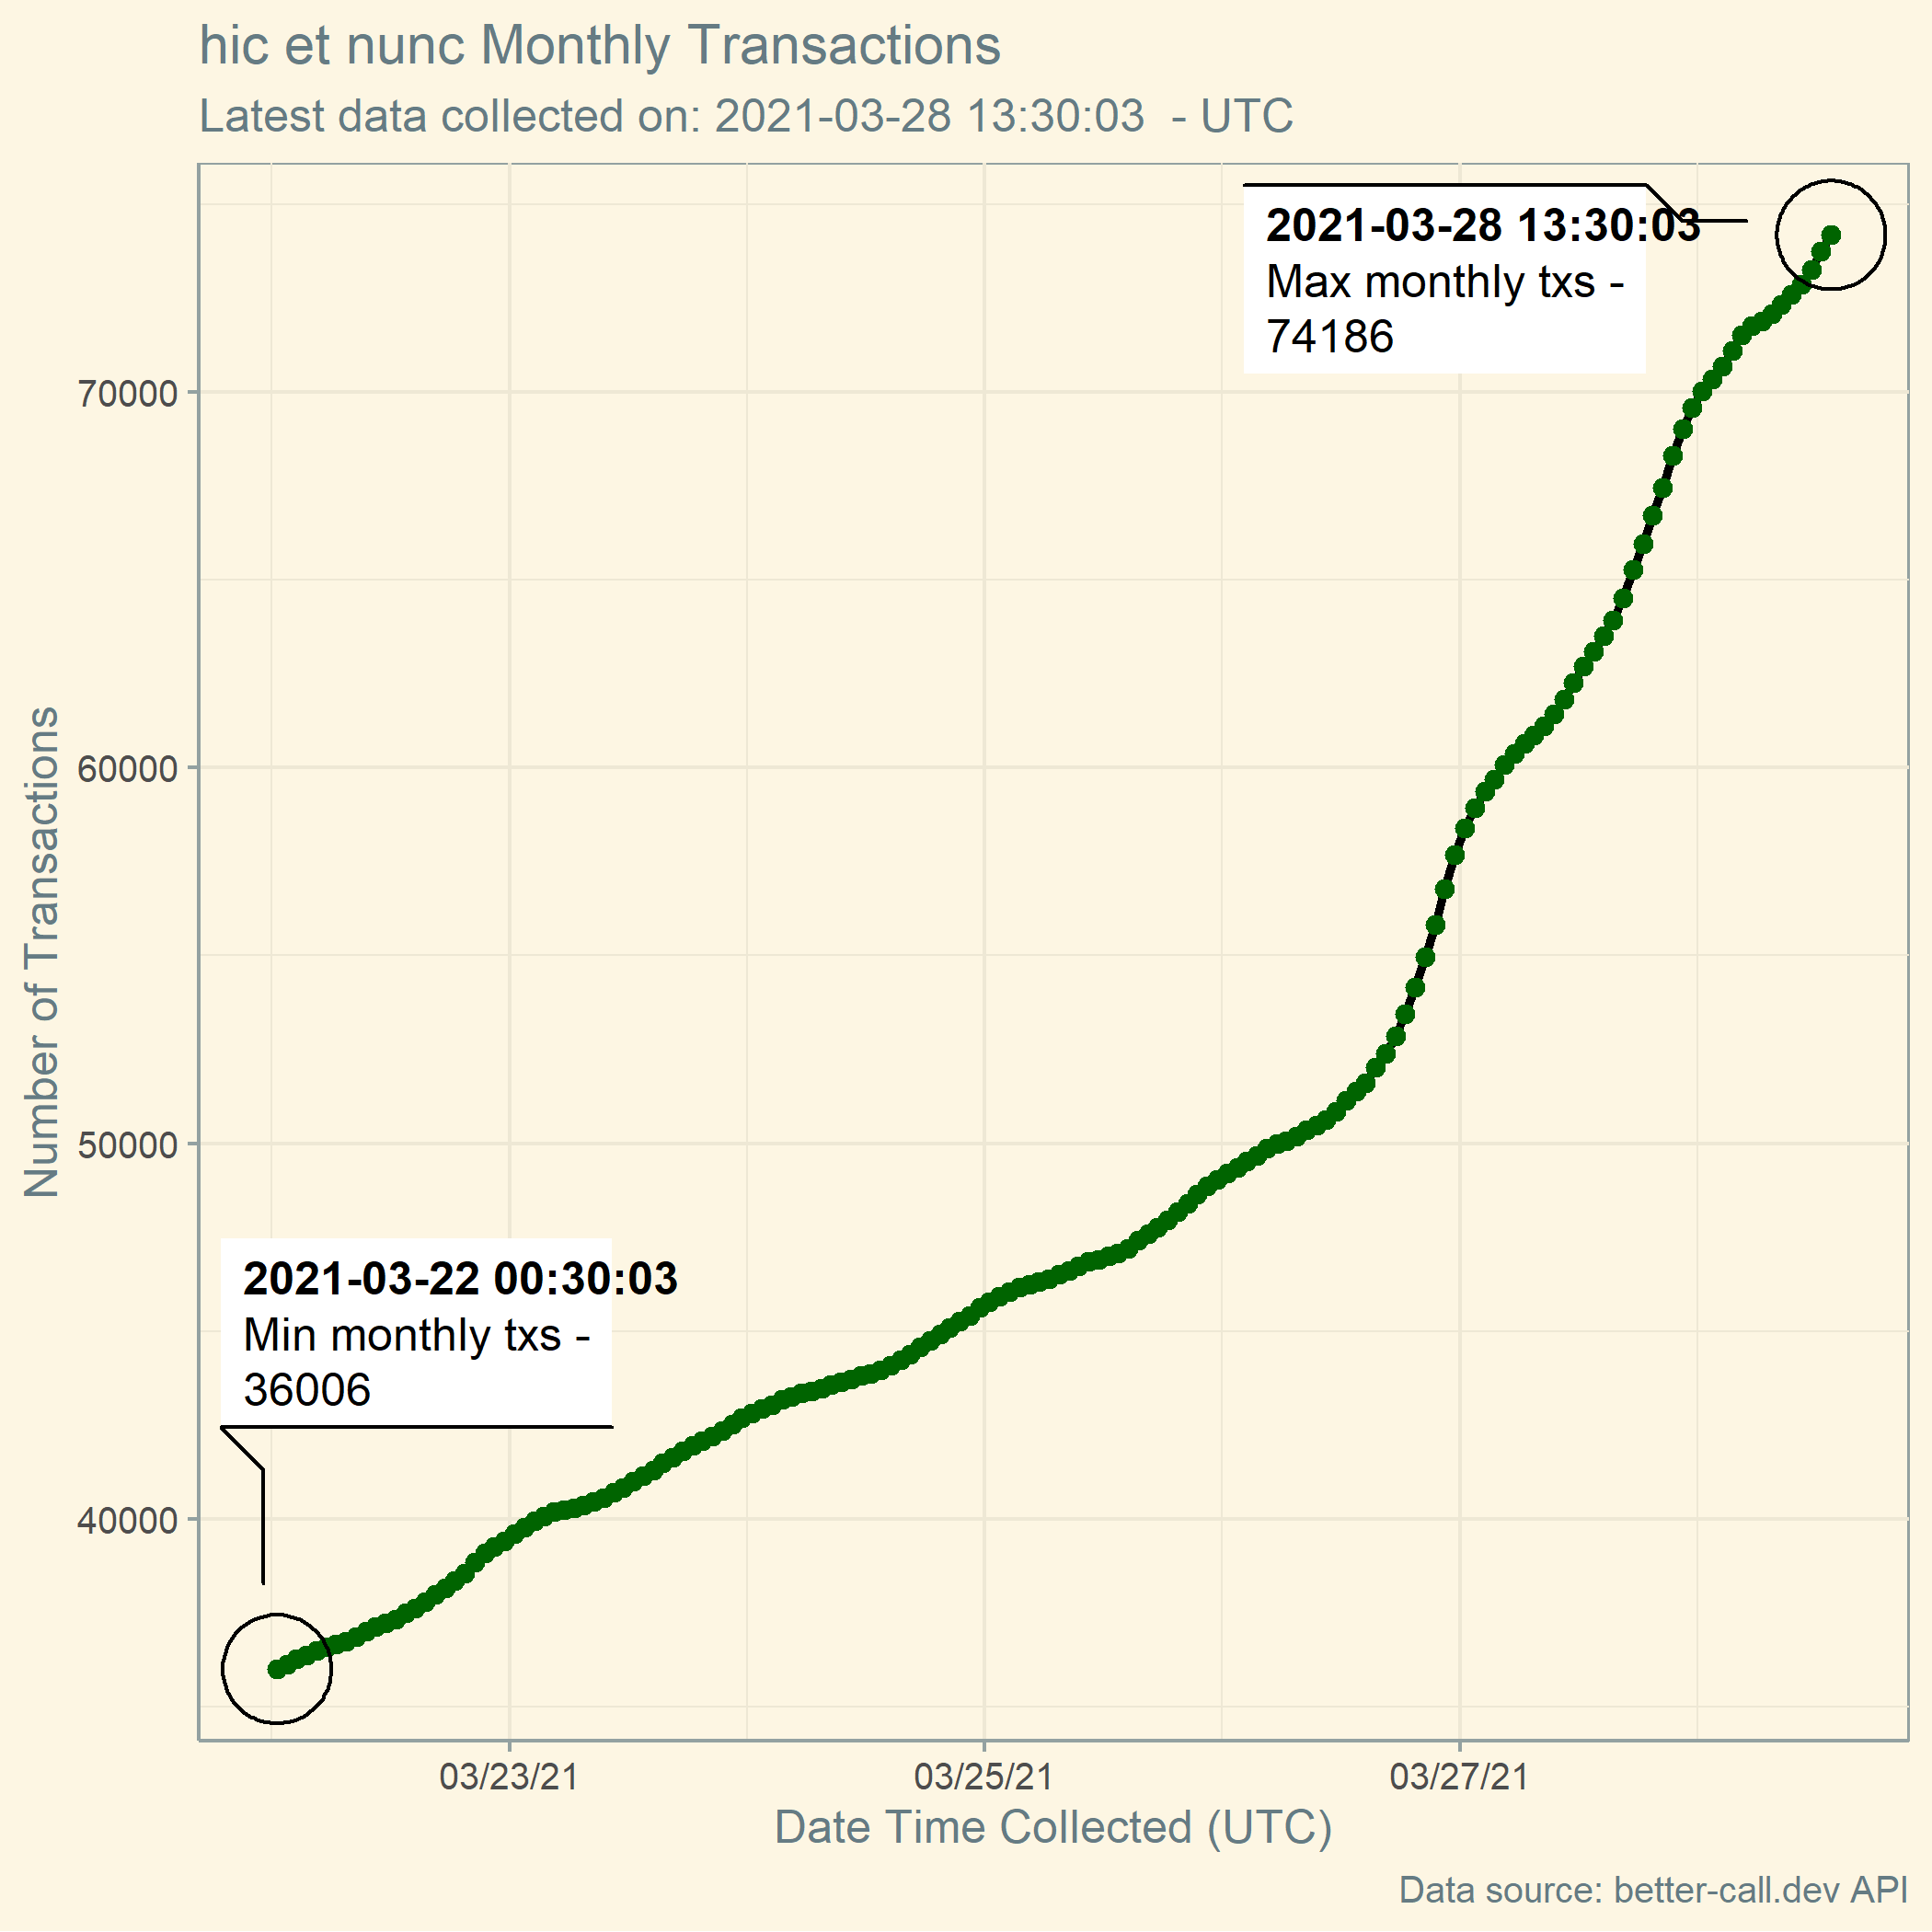 hic et nunc Monthly Transactions
Latest data collected on: 2021-03-28 13:30:03  - UTC
2021-03-28 13:30:03
Max monthly txs -
74186
70000
60000
50000
40000
Number of Transactions
2021-03-22 00:30:03
Min monthly txs -
36006
03/23/21
03/25/21
03/27/21
Date Time Collected (UTC)
Data source: better-call.dev API